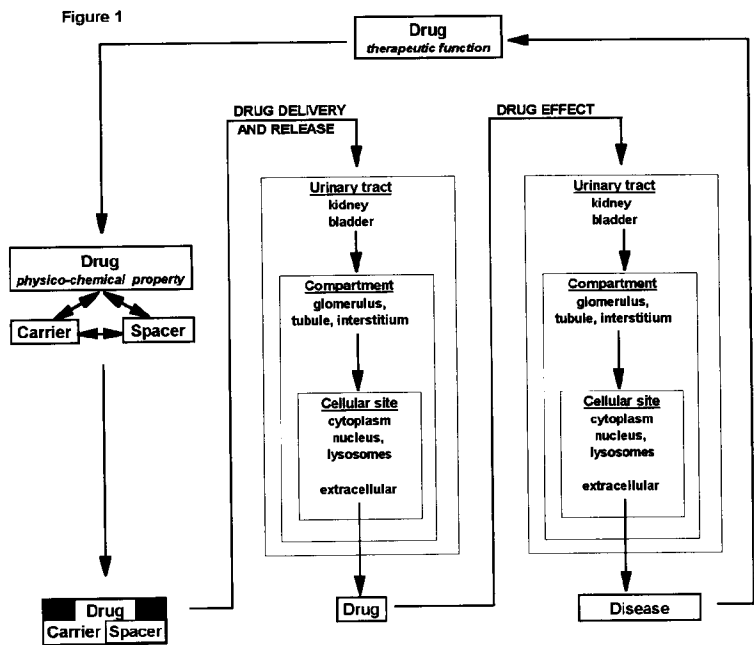 Figure 1
Drug
therapeutic function
DRUG DELIVERY
AND RELEASE
DRUG EFFECT
Drug
physico-chemical property
Carrier
Spacer
Drug
Carrier
Spacer
Urinary tract
kidney
bladder
Compartment
glomerulus,
tubule, interstitium
Cellular site
cytoplasm
nucleus,
lysosomes
extracellular
Drug
Urinary tract
kidney
bladder
Compartment
glomerulus,
tubule, interstitium
Cellular site
cytoplasm
nucleus,
lysosomes
extracellular
Disease